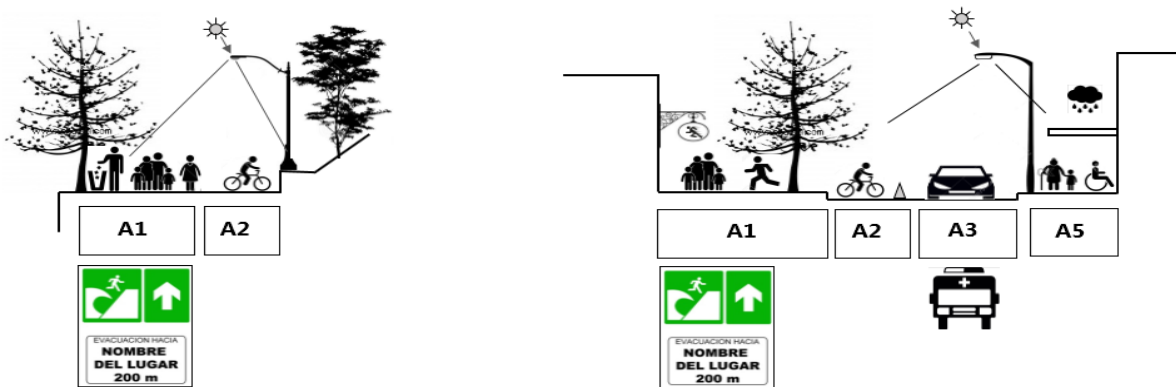 A1
A2
EVACUACION HACIA
NOMBRE
DEL LUGAR
200 m
A1
A2
A3
A5
EVACUACION HACIA
NOMBRE
DEL LUGAR
200 m